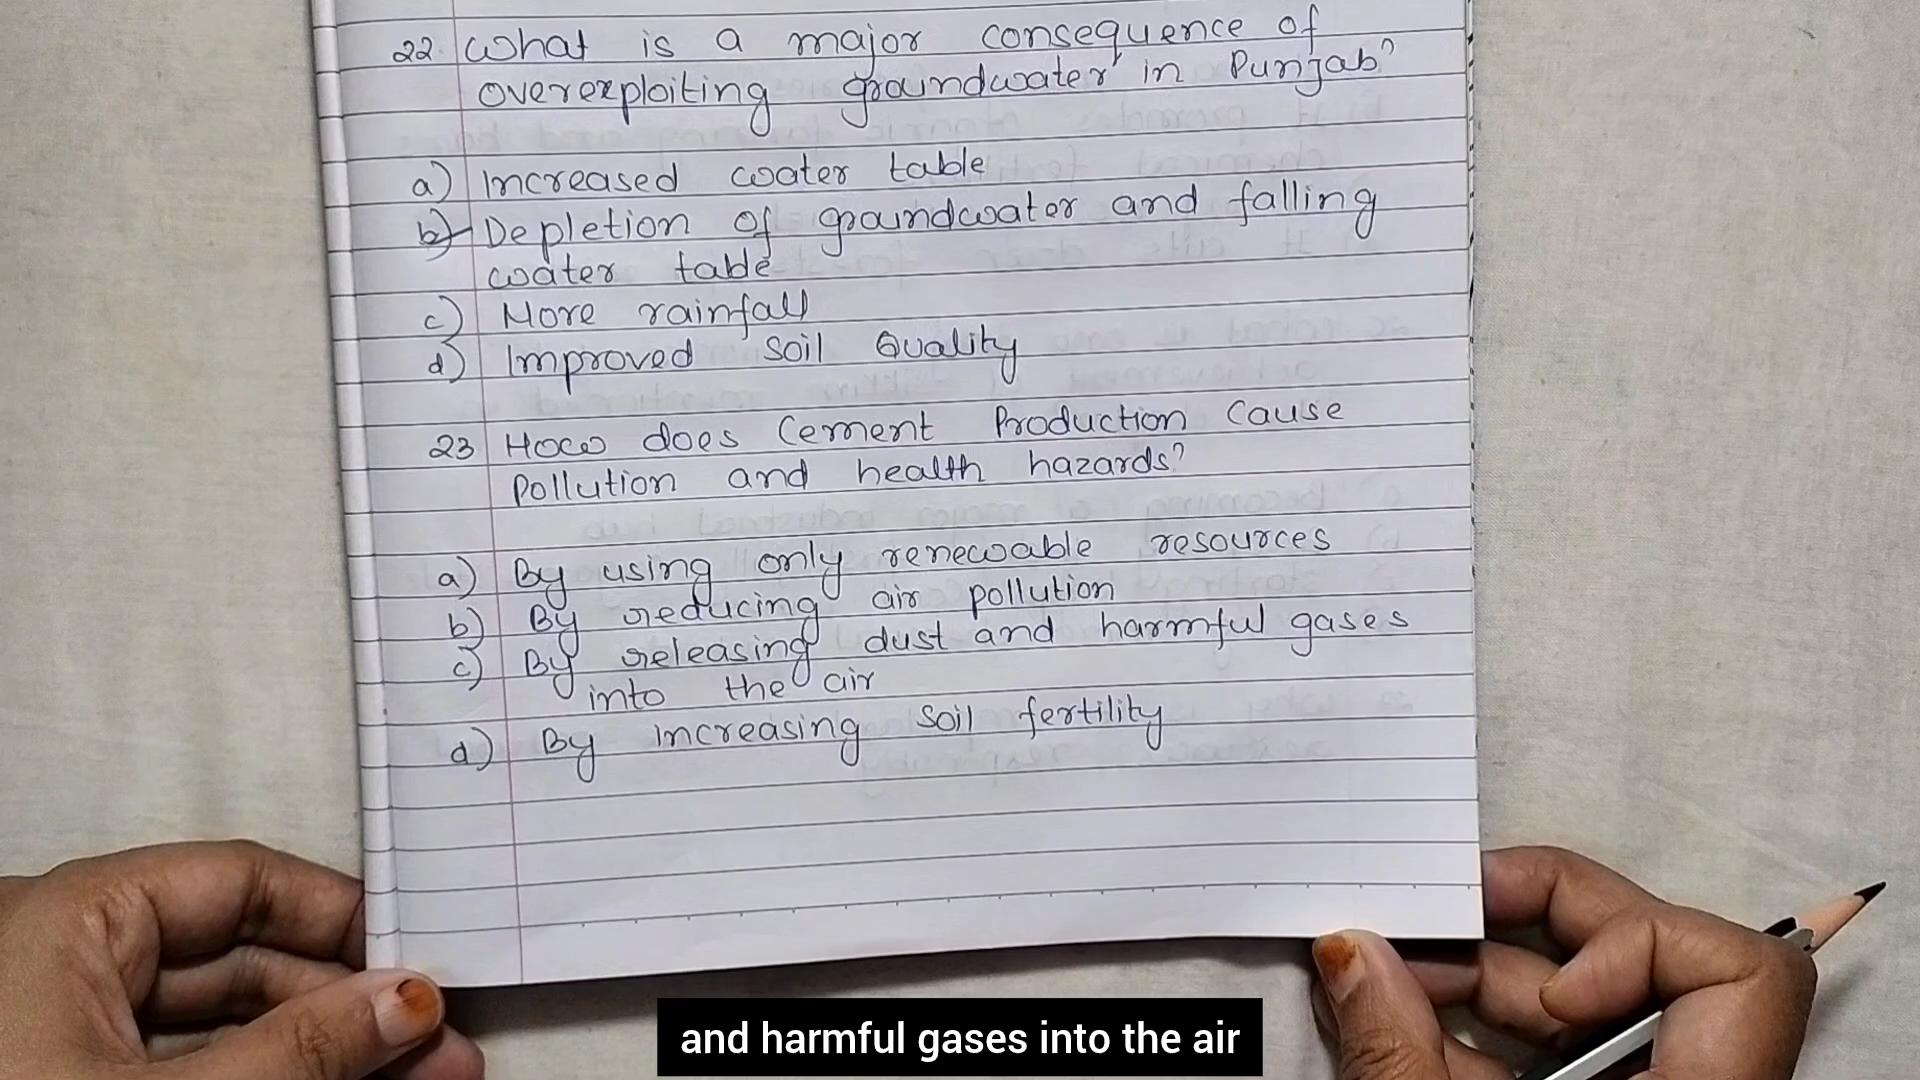 22. What is a major consequence of
overexploiting groundwater in Punjab?
a) Increased water table
b) Depletion of groundwater and falling
water table
c) More rainfall
d) Improved Soil Quality
23 How does Cement Production Cause
Pollution and health hazards?
a) By using only renewable resources
b) By reducing air pollution
c) By releasing dust and harmful gases
into the air
d) By increasing Soil fertility
and harmful gases into the air